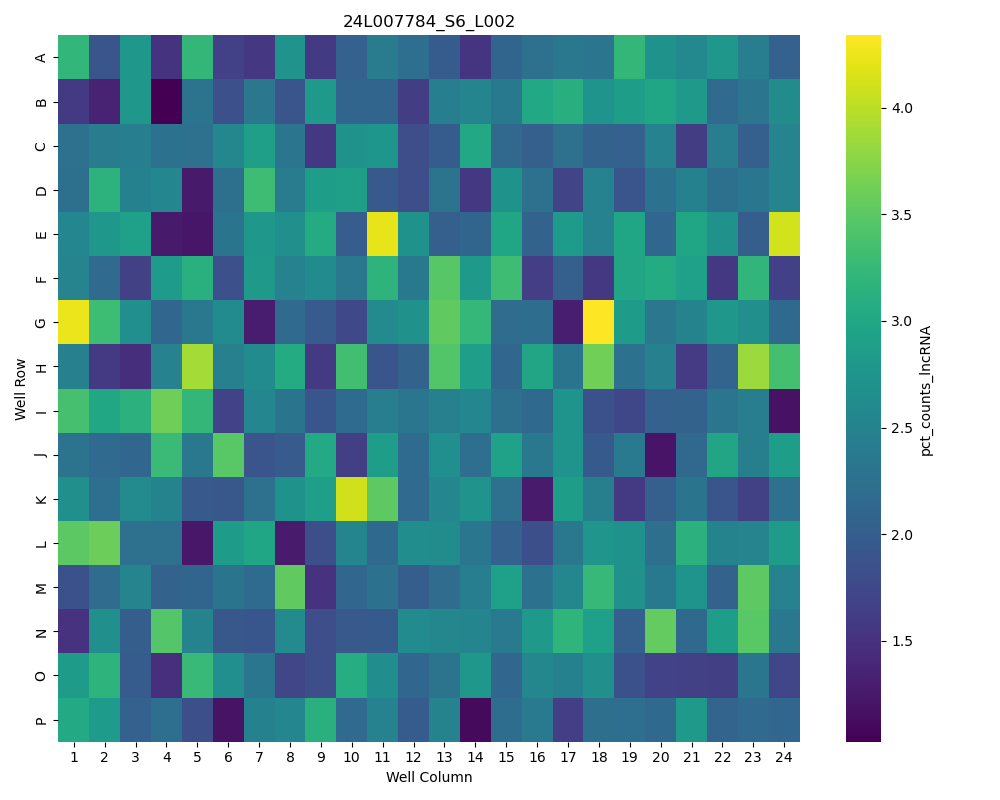 24L007784_S6_L002
Well Row
A
B
C
D
E
F
G
H
I
J
K
L
M
N
O
P
1 2 3 4 5 6 7 8 9 10 11 12 13 14 15 16 17 18 19 20 21 22 23 24
Well Column
4.0
3.5
3.0
2.5
2.0
1.5
pct_counts_lncRNA